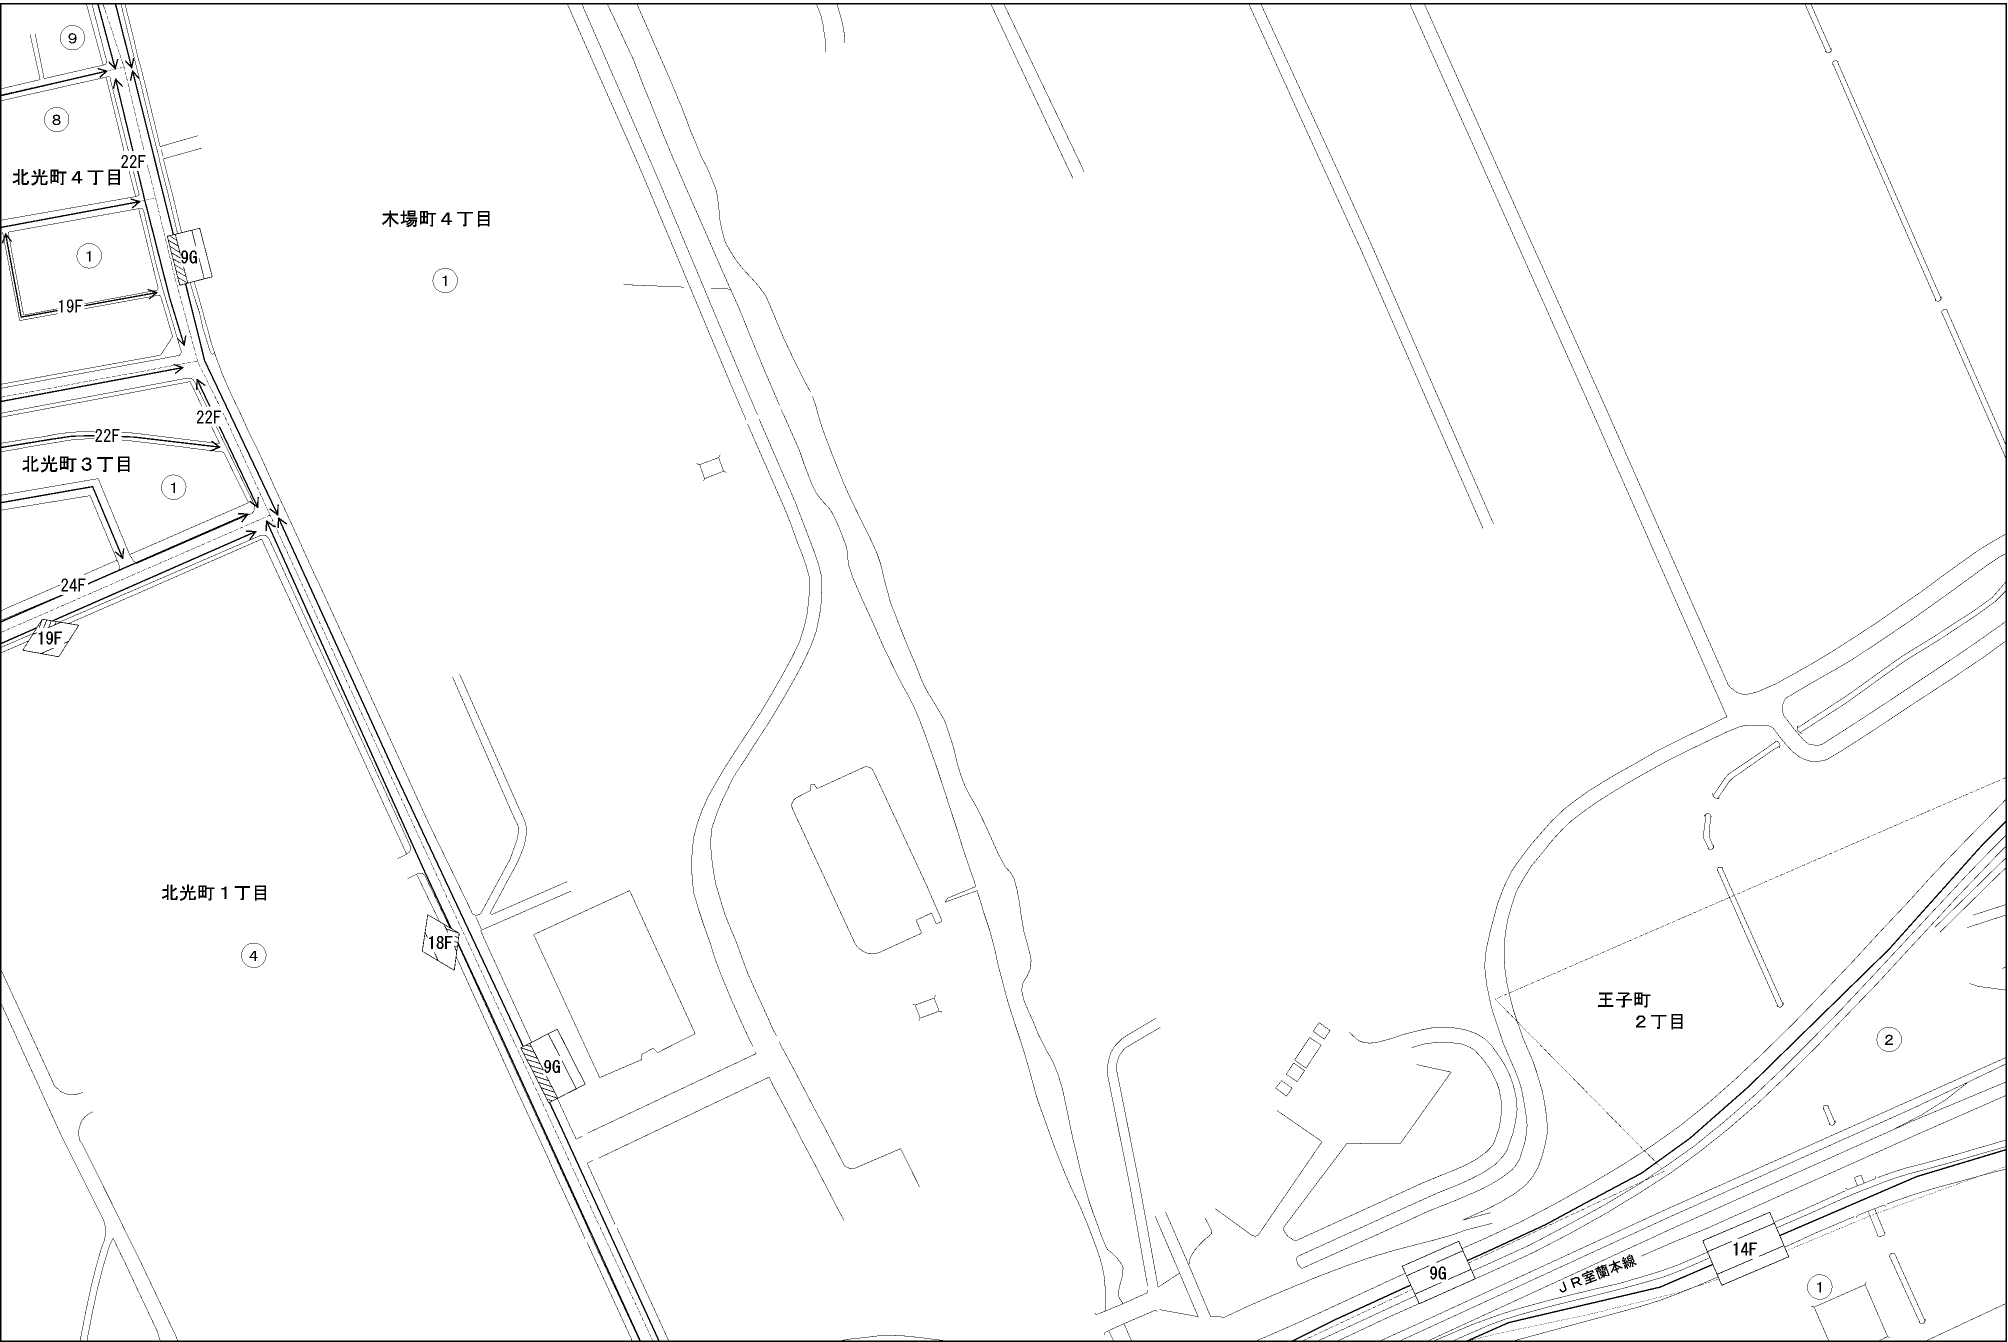 ⑨
⑧
22F
北光町４丁目
木場町４丁目
①
9G
①
19F
22F
22F
北光町３丁目
①
24F
19F
北光町１丁目
18F
④
王子町
２丁目
②
9G
14F
9G
ＪＲ室蘭本線
①